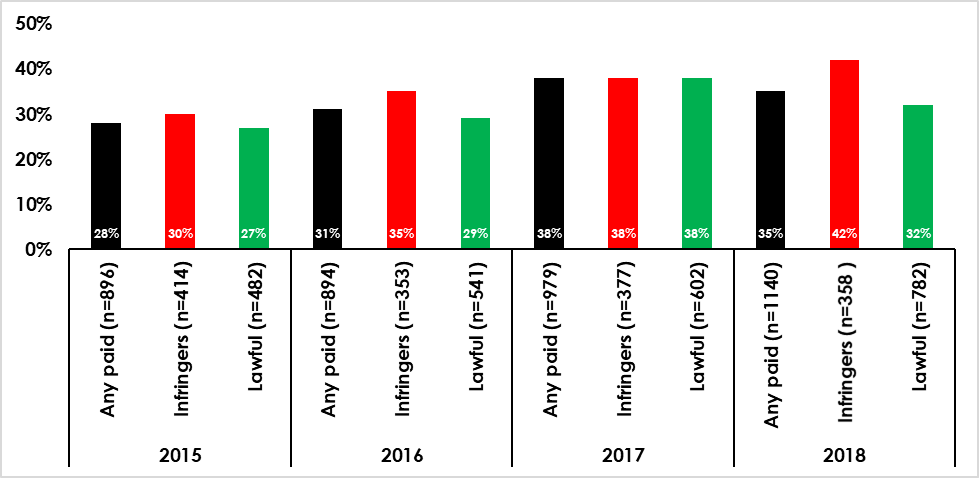 50%
40%
30%
20%
10%
0%
28%
30%
27%
31%
35%
29%
38%
38%
38%
35%
42%
32%
Any paid (n=896)
Infringers (n=414)
Lawful (n=482)
Any paid (n=894)
Infringers (n=353)
Lawful (n=541)
Any paid (n=979)
Infringers (n=377)
Lawful (n=602)
Any paid (n=1140)
Infringers (n=358 )
Lawful (n=782)
2015
2016
2017
2018